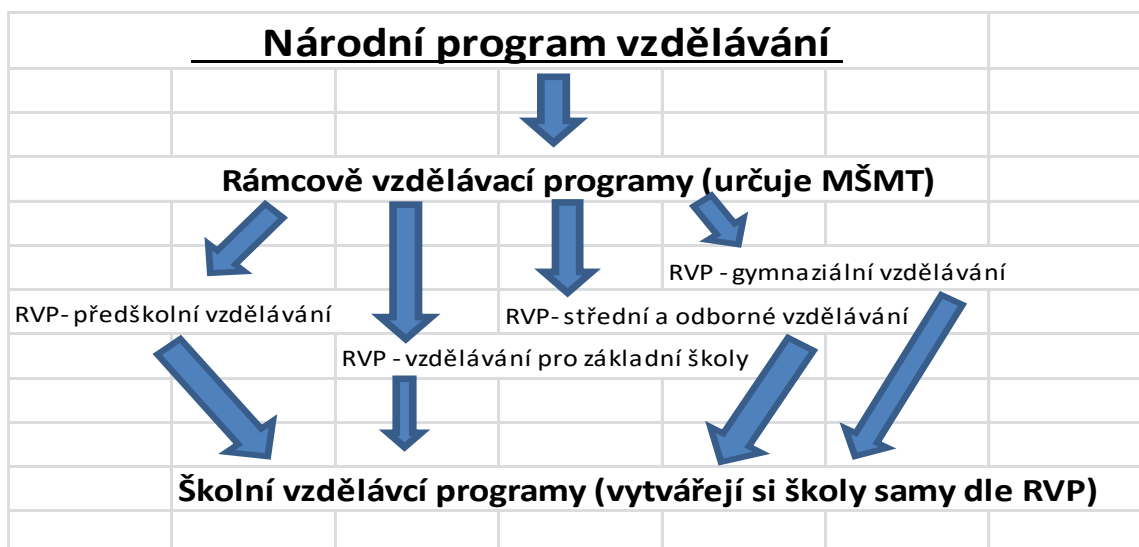 Národní program vzdělávání
Rámcově vzdělávací programy (určuje MŠMT)
RVP - gymnaziální vzdělávání
RVP- předškolní vzdělávání
RVP- střední a odborné vzdělávání
RVP - vzdělávání pro základní školy
Školní vzdělávcí programy (vytvářejí si školy samy dle RVP)